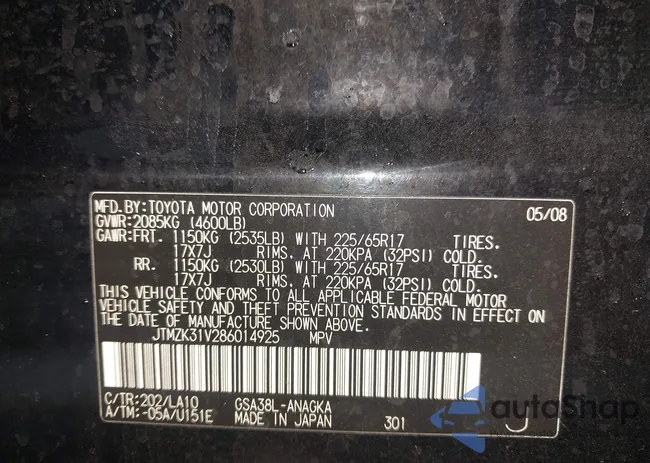 MFD.BY:TOYOTA MOTOR CORPORATION 05/08
GVWR:2085KG (4600LB)
GAWR:FRT. 1150KG (2535LB) WITH 225/65R17 TIRES.
17X7J RIMS. AT 220KPA (32PSI) COLD.
RR. 1150KG (2530LB) WITH 225/65R17 TIRES.
17X7J RIMS. AT 220KPA (32PSI) COLD.
THIS VEHICLE CONFORMS TO ALL APPLICABLE FEDERAL MOTOR
VEHICLE SAFETY AND THEFT PREVENTION STANDARDS IN EFFECT ON
THE DATE OF MANUFACTURE SHOWN ABOVE.
JTMZK31V286014925 MPV
C/TR:202/LA10 GSA38L-ANAGKA
A/TM:-05A/U151E MADE IN JAPAN 301 J
autoShap